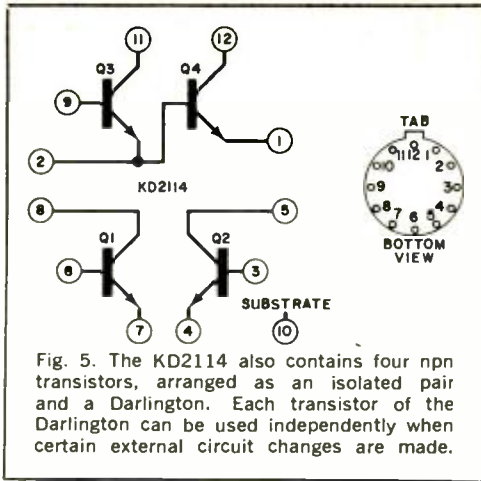 11
12
Q3
Q4
9
2
1
KD2114
TAB
11 12 1
10 2
9 3
8 4
7 6 5
BOTTOM
VIEW
8
5
Q1
Q2
6
3
SUBSTRATE
7
4
10
Fig. 5. The KD2114 also contains four npn
transistors, arranged as an isolated pair
and a Darlington. Each transistor of the
Darlington can be used independently when
certain external circuit changes are made.